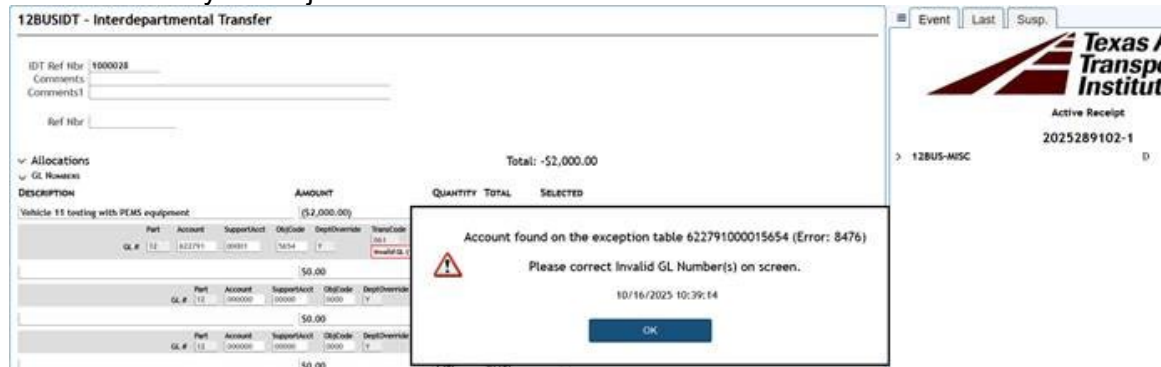 12BUSIDT - Interdepartmental Transfer
IDT Ref Nbr 1000028
Comments
Comments1
Ref Nbr
Allocations Total: -$2,000.00
GL Numbers
Description Amount Quantity Total Selected
Vehicle 11 testing with PEMS equipment ($2,000.00)
Part Account SupportAcct ObjCode DeptOverride TransCode
GL # 12 622791 00001 5654 Y 063
Invalid GL
$0.00
Part Account SupportAcct ObjCode DeptOverride
GL # 12 000000 00000 0000 Y
$0.00
Part Account SupportAcct ObjCode DeptOverride
GL # 12 000000 00000 0000 Y
$0.00
Account found on the exception table 622791000015654 (Error: 8476)
Please correct Invalid GL Number(s) on screen.
10/16/2025 10:39:14
OK
Event Last Susp.
Texas A
Transpo
Institut
Active Receipt
2025289102-1
> 12BUS-MISC D